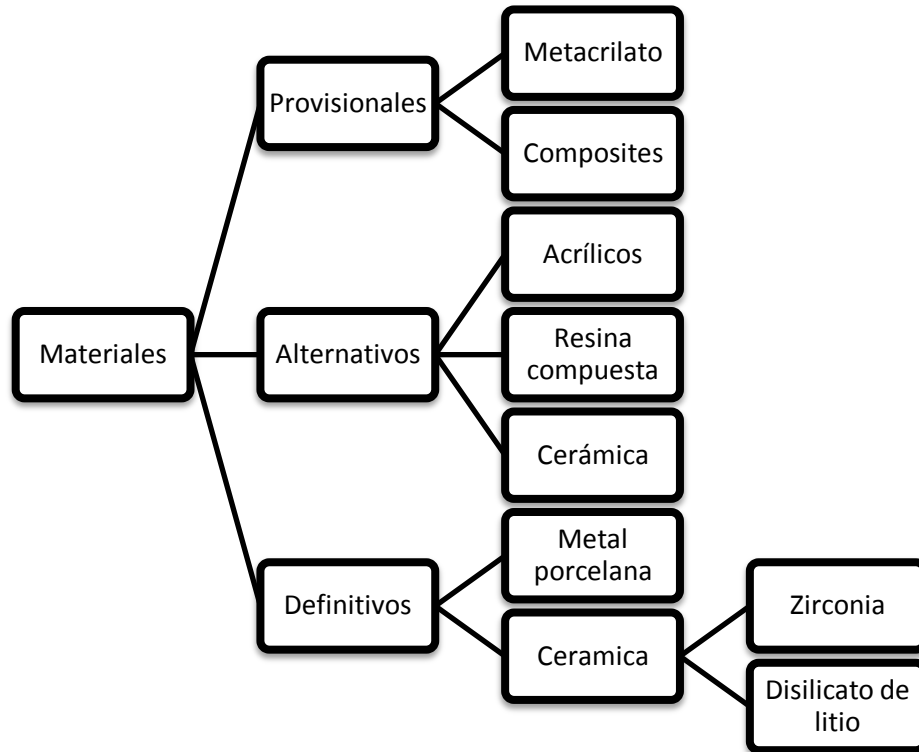 Metacrilato
Provisionales
Composites
Acrílicos
Materiales
Alternativos
Resina
compuesta
Cerámica
Metal
porcelana
Definitivos
Zirconia
Ceramica
Disilicato de
litio